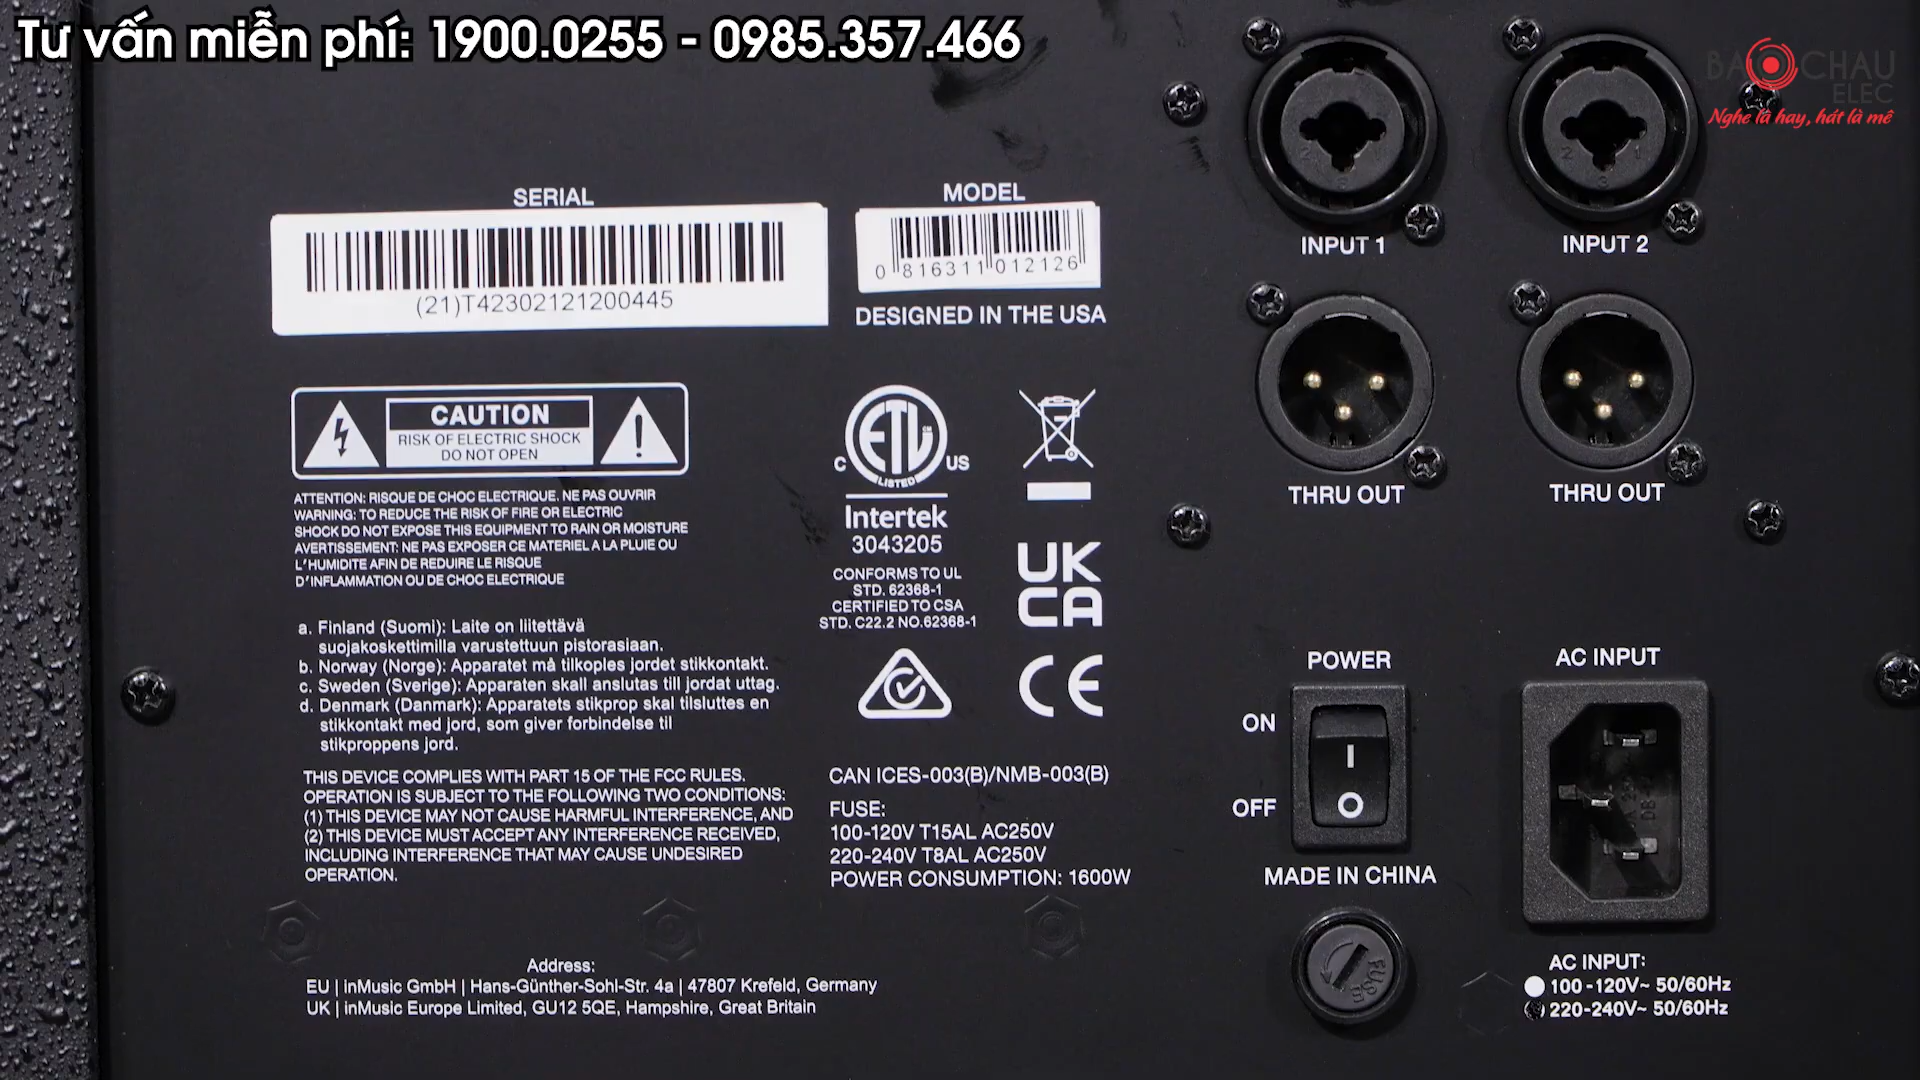 Tư vấn miễn phí: 1900.0255 - 0985.357.466
BAO CHAU
ELEC
Nghe là hay, hát là mê
SERIAL
(21)T42302121200445
MODEL
0 816311 012126
DESIGNED IN THE USA
CAUTION
RISK OF ELECTRIC SHOCK
DO NOT OPEN
ATTENTION: RISQUE DE CHOC ELECTRIQUE. NE PAS OUVRIR
WARNING: TO REDUCE THE RISK OF FIRE OR ELECTRIC
SHOCK DO NOT EXPOSE THIS EQUIPMENT TO RAIN OR MOISTURE
AVERTISSEMENT: NE PAS EXPOSER CE MATERIEL A LA PLUIE OU
L'HUMIDITE AFIN DE REDUIRE LE RISQUE
D'INFLAMMATION OU DE CHOC ELECTRIQUE
a. Finland (Suomi): Laite on liitettävä
suojakoskettimilla varustettuun pistorasiaan.
b. Norway (Norge): Apparatet må tilkoples jordet stikkontakt.
c. Sweden (Sverige): Apparaten skall anslutas till jordat uttag.
d. Denmark (Danmark): Apparatets stikprop skal tilsluttes en
stikkontakt med jord, som giver forbindelse til
stikproppens jord.
THIS DEVICE COMPLIES WITH PART 15 OF THE FCC RULES.
OPERATION IS SUBJECT TO THE FOLLOWING TWO CONDITIONS:
(1) THIS DEVICE MAY NOT CAUSE HARMFUL INTERFERENCE, AND
(2) THIS DEVICE MUST ACCEPT ANY INTERFERENCE RECEIVED,
INCLUDING INTERFERENCE THAT MAY CAUSE UNDESIRED
OPERATION.
ETL CM
C US
LISTED
Intertek
3043205
CONFORMS TO UL
STD. 62368-1
CERTIFIED TO CSA
STD. C22.2 NO.62368-1
UK
CA
CE
CAN ICES-003(B)/NMB-003(B)
FUSE:
100-120V T15AL AC250V
220-240V T8AL AC250V
POWER CONSUMPTION: 1600W
Address:
EU | inMusic GmbH | Hans-Günther-Sohl-Str. 4a | 47807 Krefeld, Germany
UK | inMusic Europe Limited, GU12 5QE, Hampshire, Great Britain
INPUT 1
INPUT 2
THRU OUT
THRU OUT
POWER
ON
I
OFF
O
MADE IN CHINA
FUSE
AC INPUT
AC INPUT:
100-120V~ 50/60Hz
220-240V~ 50/60Hz